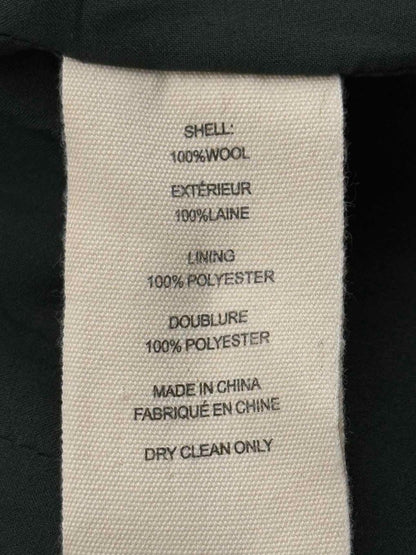 SHELL:
100%WOOL
EXTÉRIEUR
100%LAINE
LINING
100% POLYESTER
DOUBLURE
100% POLYESTER
MADE IN CHINA
FABRIQUÉ EN CHINE
DRY CLEAN ONLY